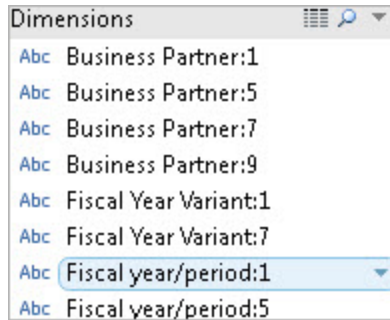 Dimensions
Abc Business Partner:1
Abc Business Partner:5
Abc Business Partner:7
Abc Business Partner:9
Abc Fiscal Year Variant:1
Abc Fiscal Year Variant:7
Abc Fiscal year/period:1
Abc Fiscal year/period:5